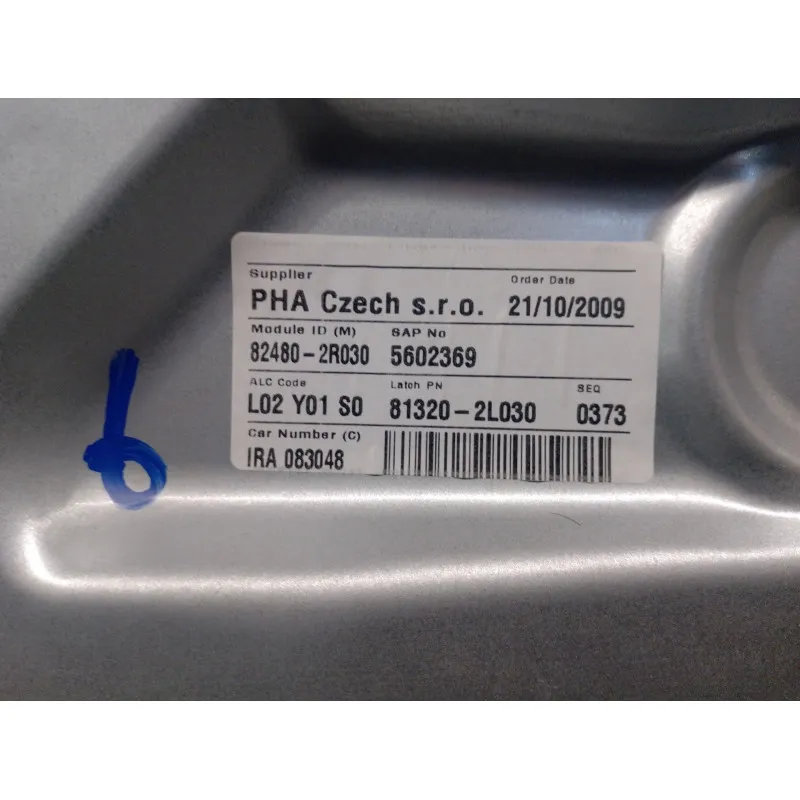 Supplier Order Date
PHA Czech s.r.o. 21/10/2009
Module ID (M) SAP No
82480-2R030 5602369
ALC Code Latch PN SEQ
L02 Y01 S0 81320-2L030 0373
Car Number (C)
IRA 083048
6